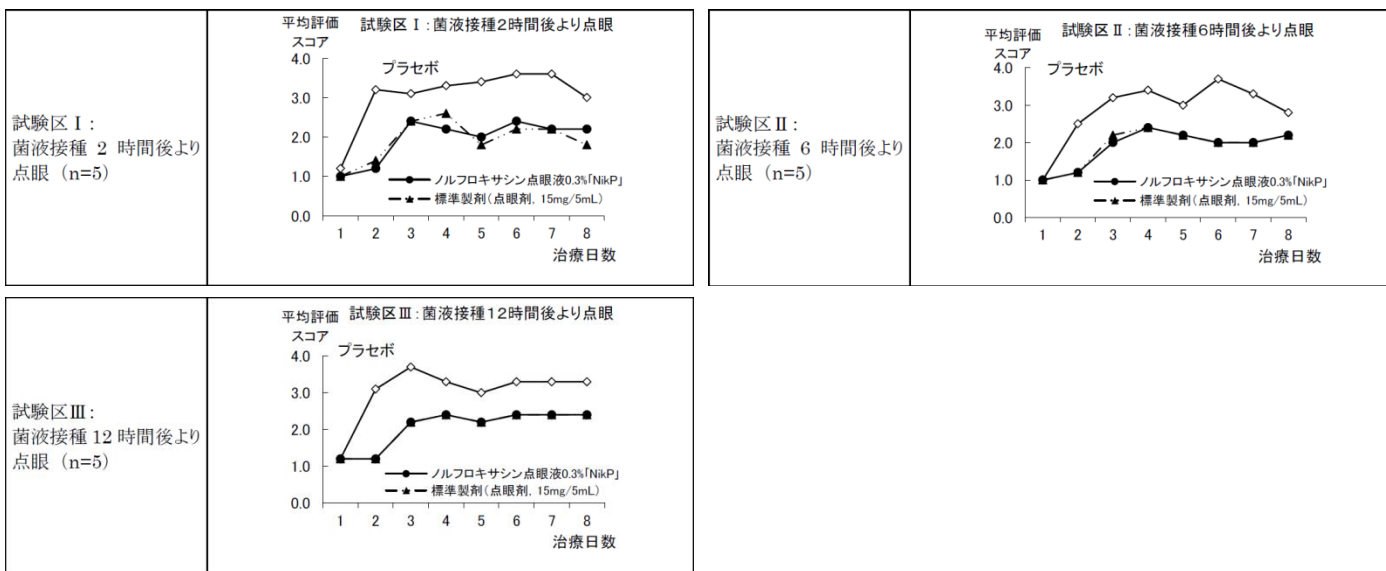 試験区Ⅰ:
菌液接種 2 時間後より
点眼 (n=5)
平均評価
スコア
試験区Ⅰ:菌液接種2時間後より点眼
プラセボ
4.0
3.0
2.0
1.0
0.0
ノルフロキサシン点眼液0.3%「NikP」
標準製剤(点眼剤, 15mg/5mL)
1 2 3 4 5 6 7 8
治療日数
試験区Ⅱ:
菌液接種 6 時間後より
点眼 (n=5)
平均評価
スコア
試験区Ⅱ:菌液接種6時間後より点眼
プラセボ
4.0
3.0
2.0
1.0
0.0
ノルフロキサシン点眼液0.3%「NikP」
標準製剤(点眼剤, 15mg/5mL)
1 2 3 4 5 6 7 8
治療日数
試験区Ⅲ:
菌液接種 12 時間後より
点眼 (n=5)
平均評価
スコア
試験区Ⅲ:菌液接種12時間後より点眼
プラセボ
4.0
3.0
2.0
1.0
0.0
ノルフロキサシン点眼液0.3%「NikP」
標準製剤(点眼剤, 15mg/5mL)
1 2 3 4 5 6 7 8
治療日数